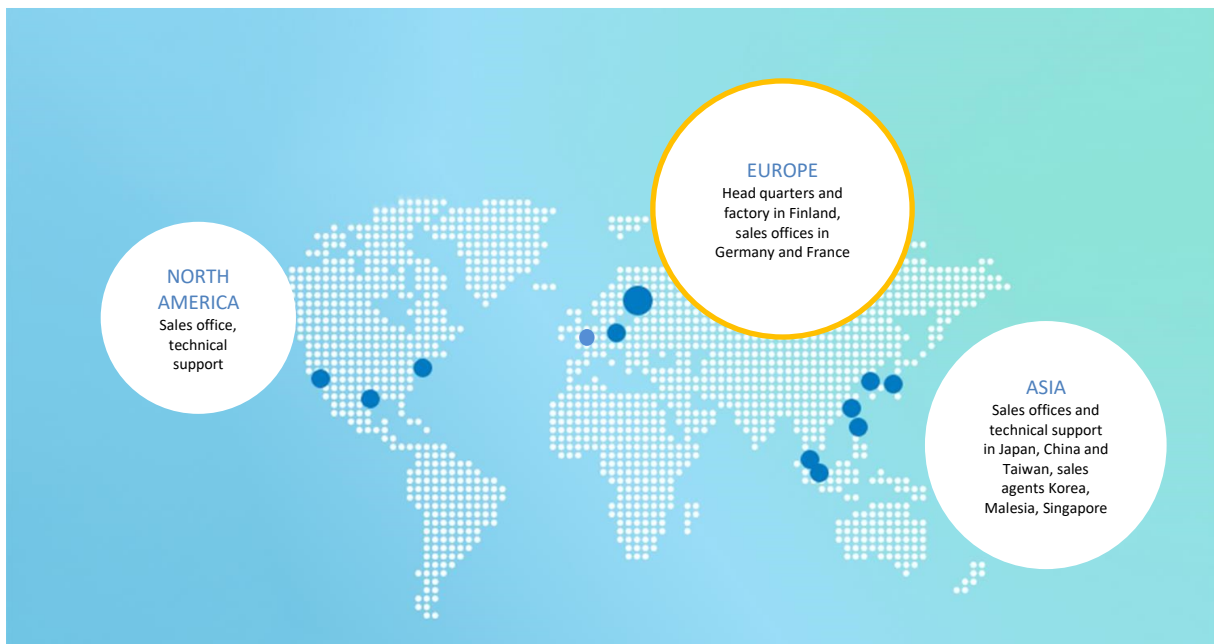 NORTH
AMERICA
Sales office,
technical
support
EUROPE
Head quarters and
factory in Finland,
sales offices in
Germany and France
ASIA
Sales offices and
technical support
in Japan, China and
Taiwan, sales
agents Korea,
Malesia, Singapore